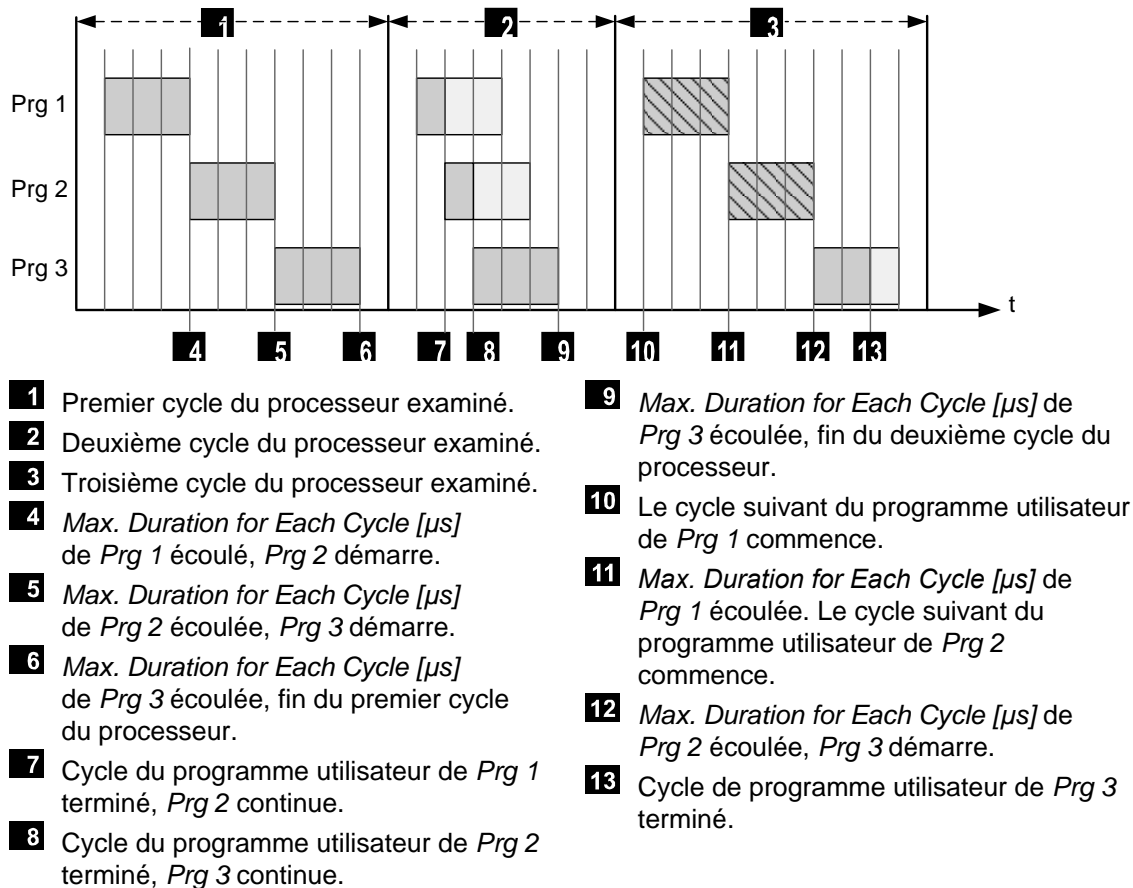 1 2 3
Prg 1
Prg 2
Prg 3
t
4 5 6 7 8 9 10 11 12 13
1 Premier cycle du processeur examiné.
2 Deuxième cycle du processeur examiné.
3 Troisième cycle du processeur examiné.
4 Max. Duration for Each Cycle [µs]
de Prg 1 écoulé, Prg 2 démarre.
5 Max. Duration for Each Cycle [µs]
de Prg 2 écoulée, Prg 3 démarre.
6 Max. Duration for Each Cycle [µs]
de Prg 3 écoulée, fin du premier cycle
du processeur.
7 Cycle du programme utilisateur de Prg 1
terminé, Prg 2 continue.
8 Cycle du programme utilisateur de Prg 2
terminé, Prg 3 continue.
9 Max. Duration for Each Cycle [µs] de
Prg 3 écoulée, fin du deuxième cycle du
processeur.
10 Le cycle suivant du programme utilisateur
de Prg 1 commence.
11 Max. Duration for Each Cycle [µs] de
Prg 1 écoulée. Le cycle suivant du
programme utilisateur de Prg 2
commence.
12 Max. Duration for Each Cycle [µs] de
Prg 2 écoulée, Prg 3 démarre.
13 Cycle de programme utilisateur de Prg 3
terminé.